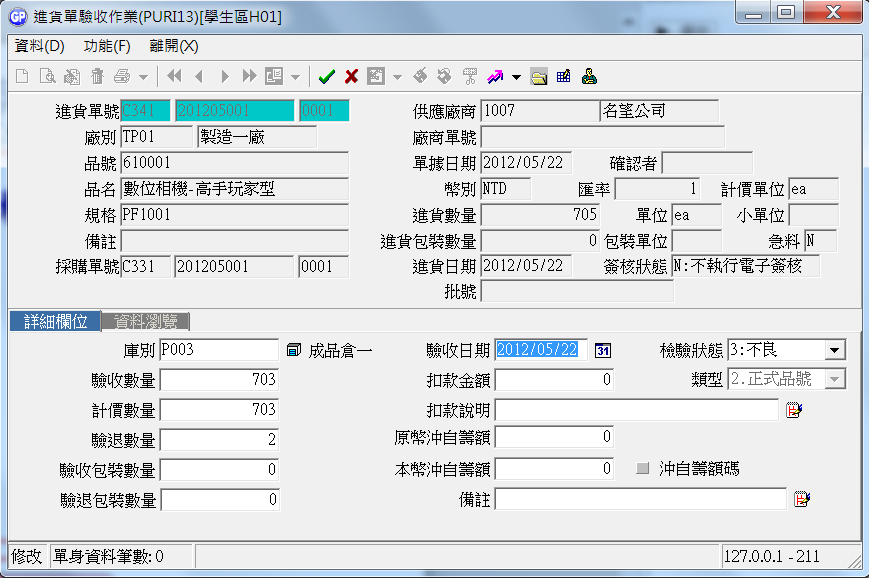 GP 進貨單驗收作業(PURI13)[學生區H01]
資料(D) 功能(F) 離開(X)
進貨單號 C341 201205001 0001 供應廠商 1007 名望公司
廠別 TP01 製造一廠 廠商單號
品號 610001 單據日期 2012/05/22 確認者
品名 數位相機-高手玩家型 幣別 NTD 匯率 1 計價單位 ea
規格 PF1001 進貨數量 705 單位 ea 小單位
備註 進貨包裝數量 0 包裝單位 急料 N
採購單號 C331 201205001 0001 進貨日期 2012/05/22 簽核狀態 N:不執行電子簽核
批號
詳細欄位 資料瀏覽
庫別 P003 成品倉一 驗收日期 2012/05/22 31 檢驗狀態 3:不良
驗收數量 703 扣款金額 0 類型 2.正式品號
計價數量 703 扣款說明
驗退數量 2 原幣沖自籌額 0
驗收包裝數量 0 本幣沖自籌額 0 沖自籌額碼
驗退包裝數量 0 備註
修改 單身資料筆數: 0 127.0.0.1 - 211